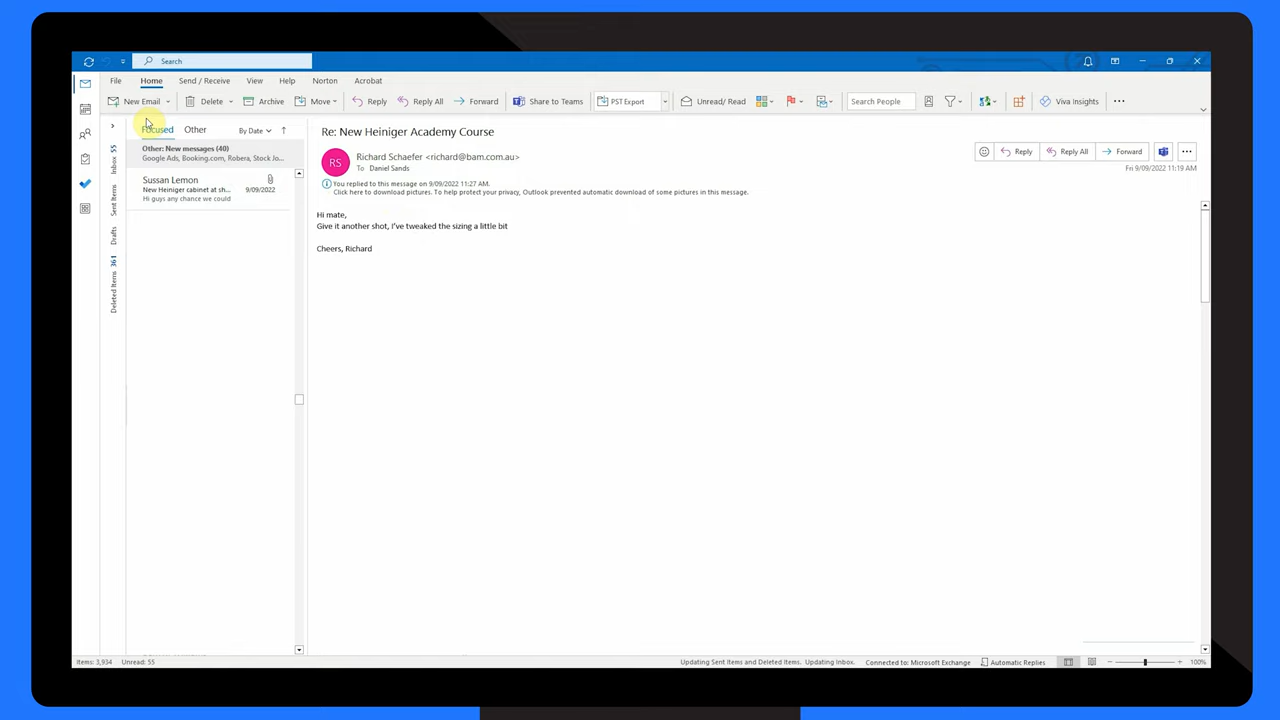 Search
File Home Send / Receive View Help Norton Acrobat
New Email Delete Archive Move Reply Reply All Forward Share to Teams PST Export Unread/ Read Search People Viva Insights
Focused Other By Date
Other: New messages (40)
Google Ads, Booking.com, Robera, Stock Jo...
Sussan Lemon
New Heiniger cabinet at sh... 9/09/2022
Hi guys any chance we could
Inbox 55
Sent Items
Drafts
Deleted Items 361
Re: New Heiniger Academy Course
RS
Richard Schaefer <richard@bam.com.au>
To Daniel Sands
Reply Reply All Forward
Fri 9/09/2022 11:19 AM
You replied to this message on 9/09/2022 11:27 AM.
Click here to download pictures. To help protect your privacy, Outlook prevented automatic download of some pictures in this message.
Hi mate,
Give it another shot, I've tweaked the sizing a little bit
Cheers, Richard
Items: 3,934 Unread: 55 Updating Sent Items and Deleted Items. Updating Inbox. Connected to: Microsoft Exchange Automatic Replies 100%